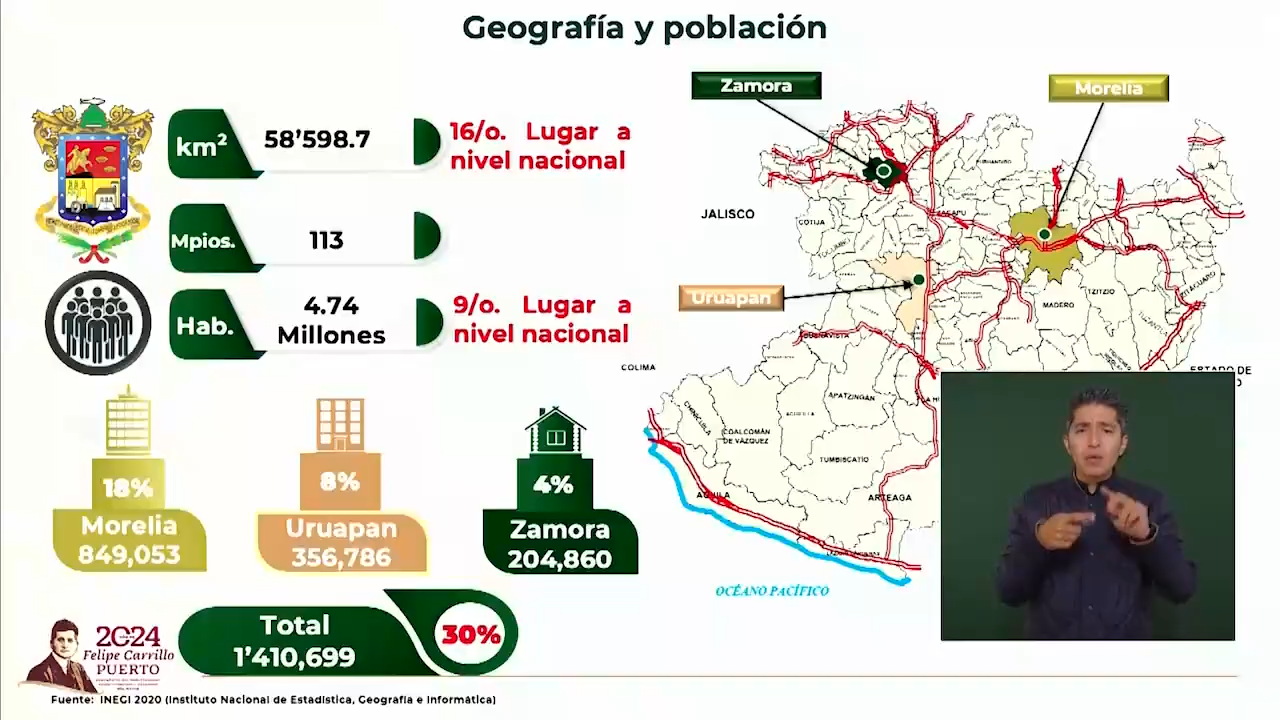 Geografía y población
km²
58’598.7
16/o. Lugar a
nivel nacional
Mpios.
113
Hab.
4.74
Millones
9/o. Lugar a
nivel nacional
18%
Morelia
849,053
8%
Uruapan
356,786
4%
Zamora
204,860
Total
1’410,699
30%
2024
Felipe Carrillo
PUERTO
Fuente: INEGI 2020 (Instituto Nacional de Estadística, Geografía e Informática)
Zamora
Morelia
JALISCO
COTIJA
Uruapan
TZITZIO
MADERO
BUENAVISTA
COLIMA
ESTADO DE
APATZINGAN
COALCOMÁN
DE VÁZQUEZ
TUMBISCATIO
AQUILA
ARTEAGA
OCÉANO PACÍFICO